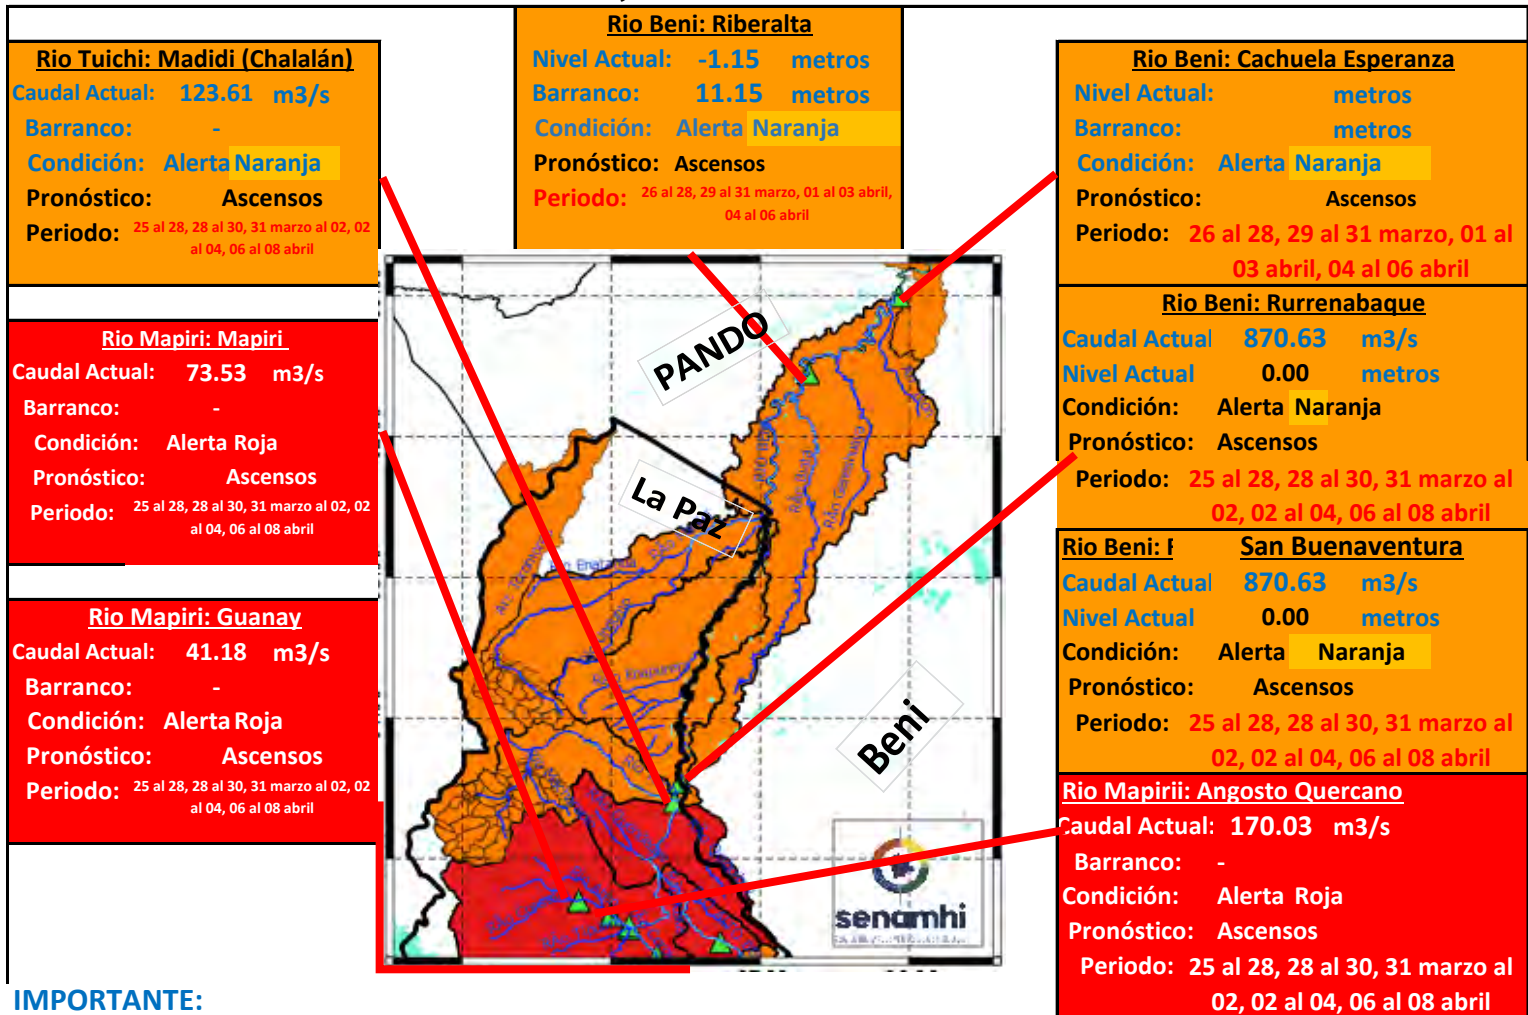 Rio Tuichi: Madidi (Chalalán)
Caudal Actual: 123.61 m3/s
Barranco: -
Condición: Alerta Naranja
Pronóstico: Ascensos
Periodo: 25 al 28, 28 al 30, 31 marzo al 02, 02
al 04, 06 al 08 abril
Rio Mapiri: Mapiri
Caudal Actual: 73.53 m3/s
Barranco: -
Condición: Alerta Roja
Pronóstico: Ascensos
Periodo: 25 al 28, 28 al 30, 31 marzo al 02, 02
al 04, 06 al 08 abril
Rio Mapiri: Guanay
Caudal Actual: 41.18 m3/s
Barranco: -
Condición: Alerta Roja
Pronóstico: Ascensos
Periodo: 25 al 28, 28 al 30, 31 marzo al 02, 02
al 04, 06 al 08 abril
Rio Beni: Riberalta
Nivel Actual: -1.15 metros
Barranco: 11.15 metros
Condición: Alerta Naranja
Pronóstico: Ascensos
Periodo: 26 al 28, 29 al 31 marzo, 01 al 03 abril,
04 al 06 abril
PANDO
La Paz
Beni
senamhi
Rio Beni: Cachuela Esperanza
Nivel Actual: metros
Barranco: metros
Condición: Alerta Naranja
Pronóstico: Ascensos
Periodo: 26 al 28, 29 al 31 marzo, 01 al
03 abril, 04 al 06 abril
Rio Beni: Rurrenabaque
Caudal Actual 870.63 m3/s
Nivel Actual 0.00 metros
Condición: Alerta Naranja
Pronóstico: Ascensos
Periodo: 25 al 28, 28 al 30, 31 marzo al
02, 02 al 04, 06 al 08 abril
Rio Beni: San Buenaventura
Caudal Actual 870.63 m3/s
Nivel Actual 0.00 metros
Condición: Alerta Naranja
Pronóstico: Ascensos
Periodo: 25 al 28, 28 al 30, 31 marzo al
02, 02 al 04, 06 al 08 abril
Rio Mapirii: Angosto Quercano
Caudal Actual: 170.03 m3/s
Barranco: -
Condición: Alerta Roja
Pronóstico: Ascensos
Periodo: 25 al 28, 28 al 30, 31 marzo al
02, 02 al 04, 06 al 08 abril
IMPORTANTE: